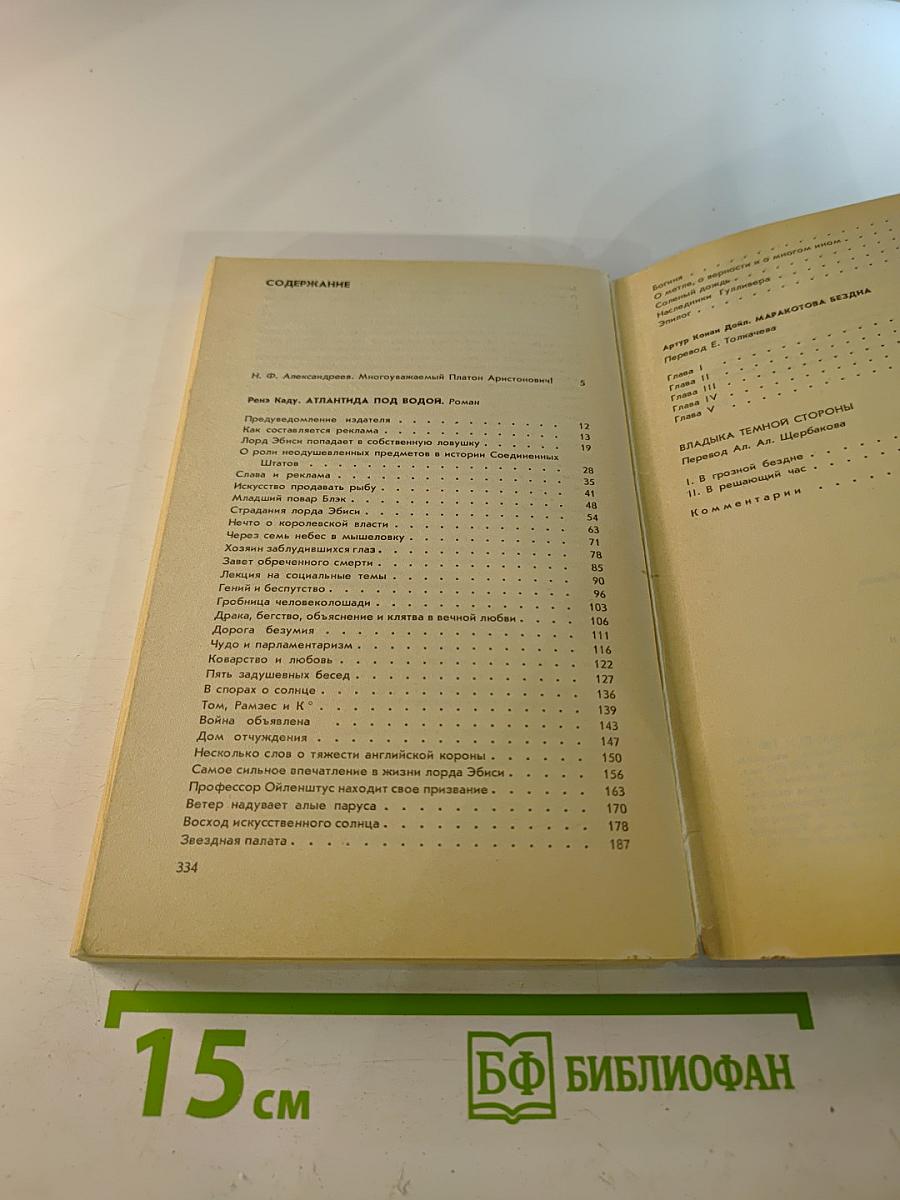 СОДЕРЖАНИЕ
Н. Ф. Александреев. Многоуважаемый Платон Аристонович! 5
Ренэ Каду. АТЛАНТИДА ПОД ВОДОЙ. Роман
Предуведомление издателя . . . . . . . . . . . 12
Как составляется реклама . . . . . . . . . . . 13
Лорд Эбиси попадает в собственную ловушку . . . . . . 19
О роли неодушевленных предметов в истории Соединенных
Штатов . . . . . . . . . . . . . . . 28
Слава и реклама . . . . . . . . . . . . . . 35
Искусство продавать рыбу . . . . . . . . . . . 41
Младший повар Блэк . . . . . . . . . . . . . 48
Страдания лорда Эбиси . . . . . . . . . . . . 54
Нечто о королевской власти . . . . . . . . . . . 63
Через семь небес в мышеловку . . . . . . . . . . 71
Хозяин заблудившихся глаз . . . . . . . . . . . 78
Завет обреченного смерти . . . . . . . . . . . 85
Лекция на социальные темы . . . . . . . . . . . 90
Гений и беспутство . . . . . . . . . . . . . 96
Гробница человеколошади . . . . . . . . . . . 103
Драка, бегство, объяснение и клятва в вечной любви . . . . 106
Дорога безумия . . . . . . . . . . . . . . 111
Чудо и парламентаризм . . . . . . . . . . . . 116
Коварство и любовь . . . . . . . . . . . . . 122
Пять задушевных бесед . . . . . . . . . . . . 127
В спорах о солнце . . . . . . . . . . . . . . 136
Том, Рамзес и К° . . . . . . . . . . . . . . 139
Война объявлена . . . . . . . . . . . . . . 143
Дом отчуждения . . . . . . . . . . . . . . 147
Несколько слов о тяжести английской короны . . . . . . 150
Самое сильное впечатление в жизни лорда Эбиси . . . . . 156
Профессор Ойленштус находит свое призвание . . . . . . 163
Ветер надувает алые паруса . . . . . . . . . . . 170
Восход искусственного солнца . . . . . . . . . . . 178
Звездная палата . . . . . . . . . . . . . . . 187
334
Богиня . . . . . . . . .
О метле, о верности и о многом ином .
Соленый дождь . . . . . . .
Наследники Гулливера . . . . .
Эпилог . . . . . . . . .
Артур Конан Дойл. МАРАКОТОВА БЕЗДНА
Перевод Е. Толкачева
Глава I . . . . . . . .
Глава II . . . . . . . .
Глава III . . . . . . . .
Глава IV . . . . . . . .
Глава V . . . . . . . .
ВЛАДЫКА ТЕМНОЙ СТОРОНЫ
Перевод Ал. Ал. Щербакова
I. В грозной бездне . . . . .
II. В решающий час . . . . .
Комментарии . . . . .
15 см
БФ БИБЛИОФАН